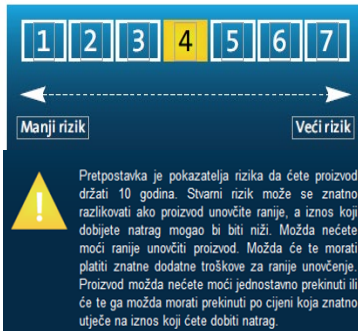 1 2 3 4 5 6 7
Manji rizik Veći rizik
Pretpostavka je pokazatelja rizika da ćete proizvod
držati 10 godina. Stvarni rizik može se znatno
razlikovati ako proizvod unovčite ranije, a iznos koji
dobijete natrag mogao bi biti niži. Možda nećete
moći ranije unovčiti proizvod. Možda će te morati
platiti znatne dodatne troškove za ranije unovčenje.
Proizvod možda nećete moći jednostavno prekinuti ili
će te ga možda morati prekinuti po cijeni koja znatno
utječe na iznos koji ćete dobiti natrag.